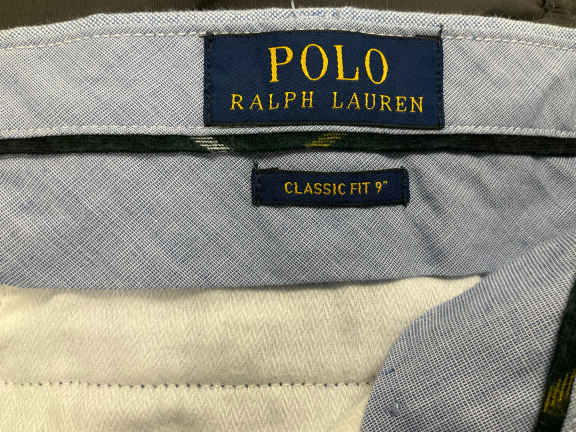 POLO
RALPH LAUREN
CLASSIC FIT 9"